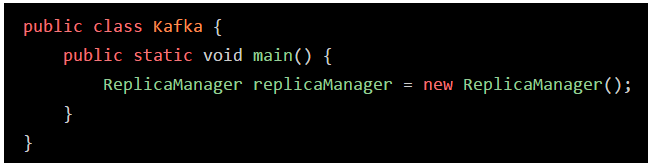 public class Kafka {
    public static void main() {
        ReplicaManager replicaManager = new ReplicaManager();
    }
}